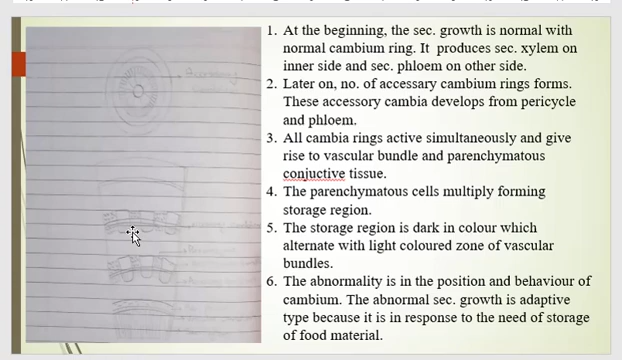 1. At the beginning, the sec. growth is normal with
normal cambium ring. It produces sec. xylem on
inner side and sec. phloem on other side.
2. Later on, no. of accessary cambium rings forms.
These accessory cambia develops from pericycle
and phloem.
3. All cambia rings active simultaneously and give
rise to vascular bundle and parenchymatous
conjuctive tissue.
4. The parenchymatous cells multiply forming
storage region.
5. The storage region is dark in colour which
alternate with light coloured zone of vascular
bundles.
6. The abnormality is in the position and behaviour of
cambium. The abnormal sec. growth is adaptive
type because it is in response to the need of storage
of food material.